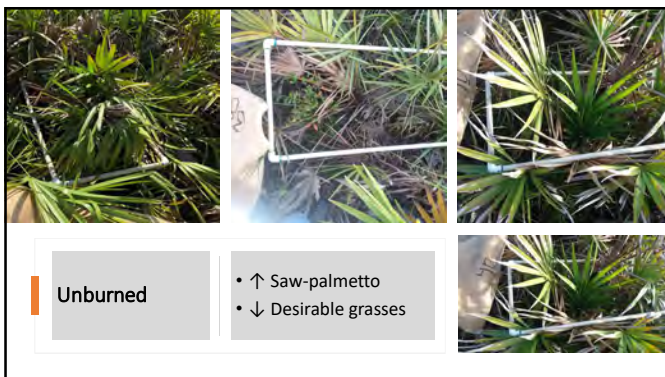 Unburned
• ↑ Saw-palmetto
• ↓ Desirable grasses